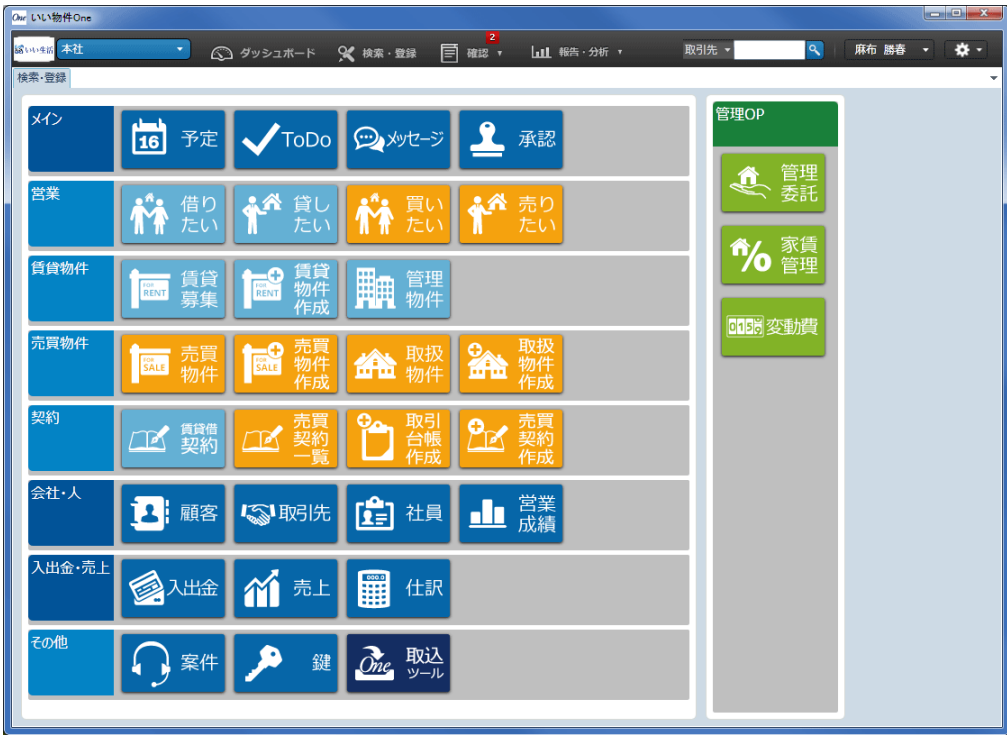 One いい物件One
いい生活 本社 ダッシュボード 検索・登録 確認 2 報告・分析 取引先 麻布 勝春
検索・登録
メイン
16 予定
ToDo
メッセージ
承認
営業
借り
たい
貸し
たい
買い
たい
売り
たい
賃貸物件
FOR
RENT
賃貸
募集
FOR
RENT
賃貸
物件
作成
管理
物件
売買物件
FOR
SALE
売買
物件
FOR
SALE
売買
物件
作成
取扱
物件
取扱
物件
作成
契約
賃貸借
契約
売買
契約
一覧
取引
台帳
作成
売買
契約
作成
会社・人
顧客
取引先
社員
営業
成績
入出金・売上
入出金
売上
000.0
仕訳
その他
案件
鍵
One
取込
ツール
管理OP
管理
委託
%
家賃
管理
変動費